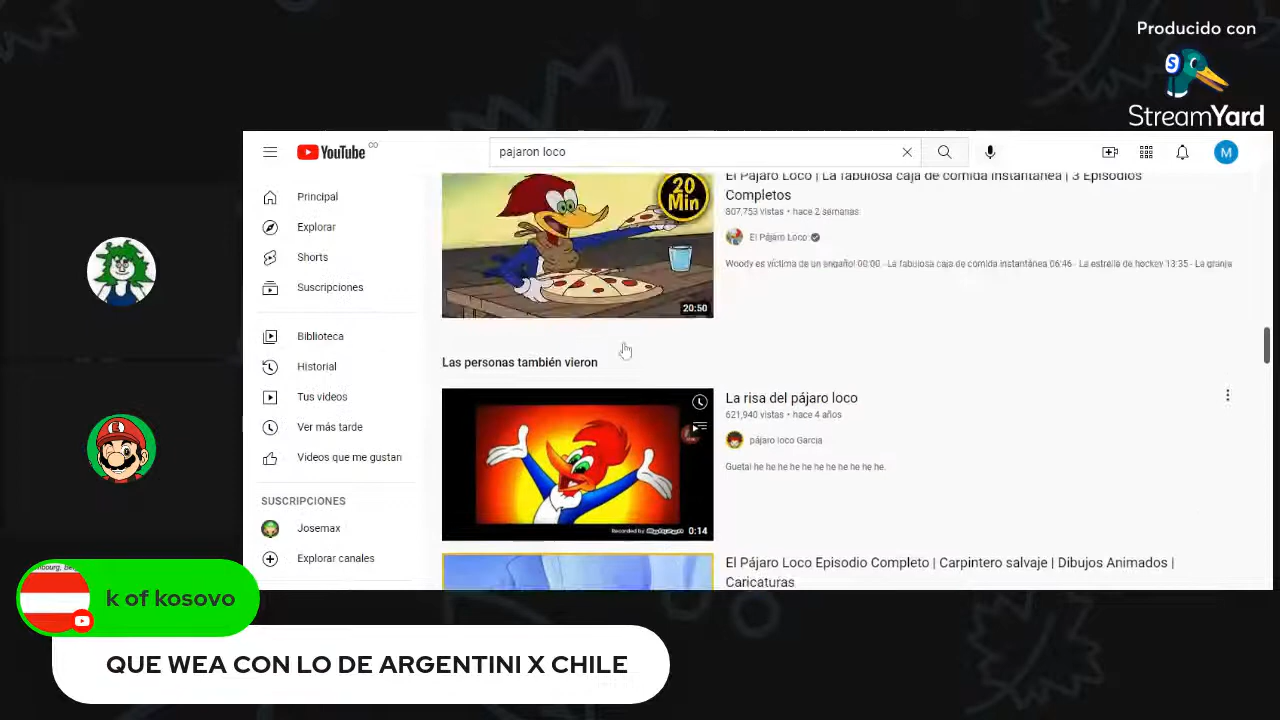 Producido con
StreamYard
YouTube CO
pajaron loco
M
Principal
Explorar
Shorts
Suscripciones
Biblioteca
Historial
Tus videos
Ver más tarde
Videos que me gustan
SUSCRIPCIONES
Josemax
Explorar canales
20
Min
20:50
El Pájaro Loco | La fabulosa caja de comida instantánea | 3 Episodios
Completos
807,753 vistas • hace 2 semanas
El Pájaro Loco
Woody es víctima de un engaño! 00:00 - La fabulosa caja de comida instantánea 06:46 - La estrella de hockey 13:35 - La granja
Las personas también vieron
0:14
La risa del pájaro loco
621,940 vistas • hace 4 años
pájaro loco Garcia
Guetal he he he he he he he he he he he.
El Pájaro Loco Episodio Completo | Carpintero salvaje | Dibujos Animados |
Caricaturas
k of kosovo
QUE WEA CON LO DE ARGENTINI X CHILE